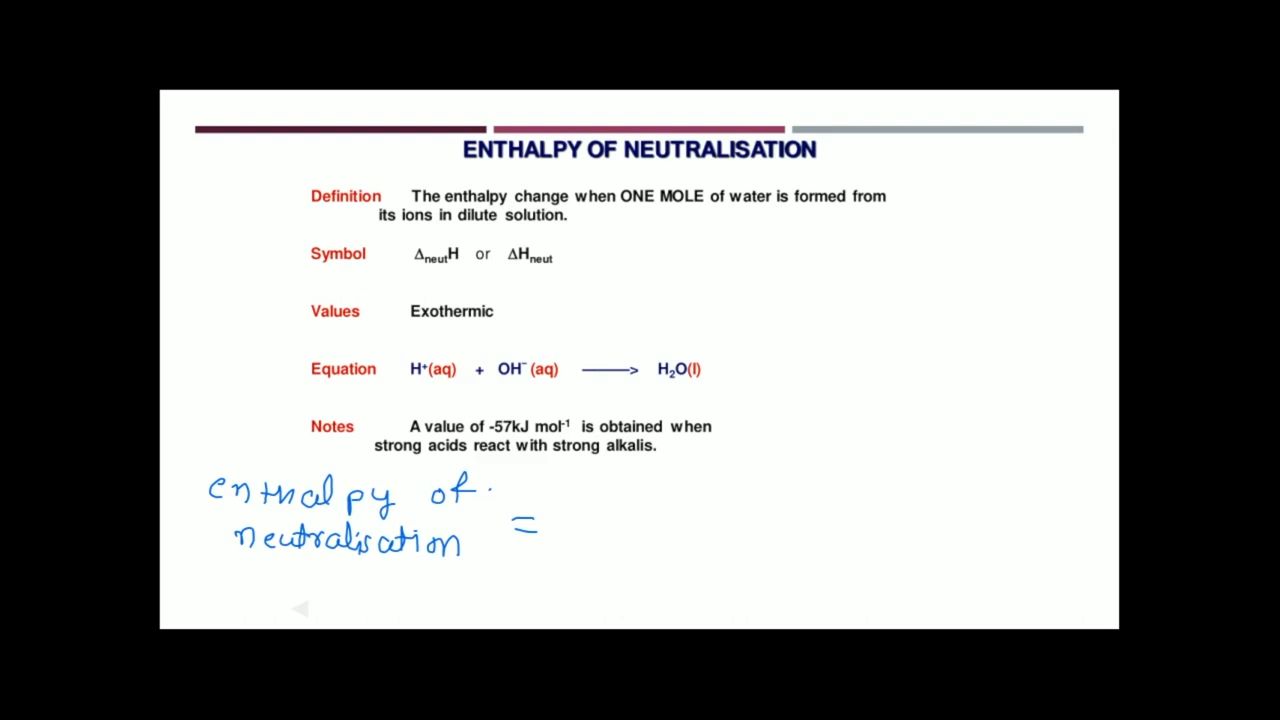 ENTHALPY OF NEUTRALISATION
Definition The enthalpy change when ONE MOLE of water is formed from
its ions in dilute solution.
Symbol ΔneutH or ΔHneut
Values Exothermic
Equation H⁺(aq) + OH⁻ (aq) ———> H₂O(l)
Notes A value of -57kJ mol⁻¹ is obtained when
strong acids react with strong alkalis.
enthalpy of
neutralisation =